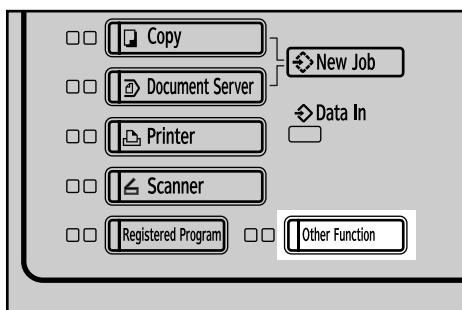 Copy
New Job
Document Server
Data In
Printer
Scanner
Registered Program
Other Function